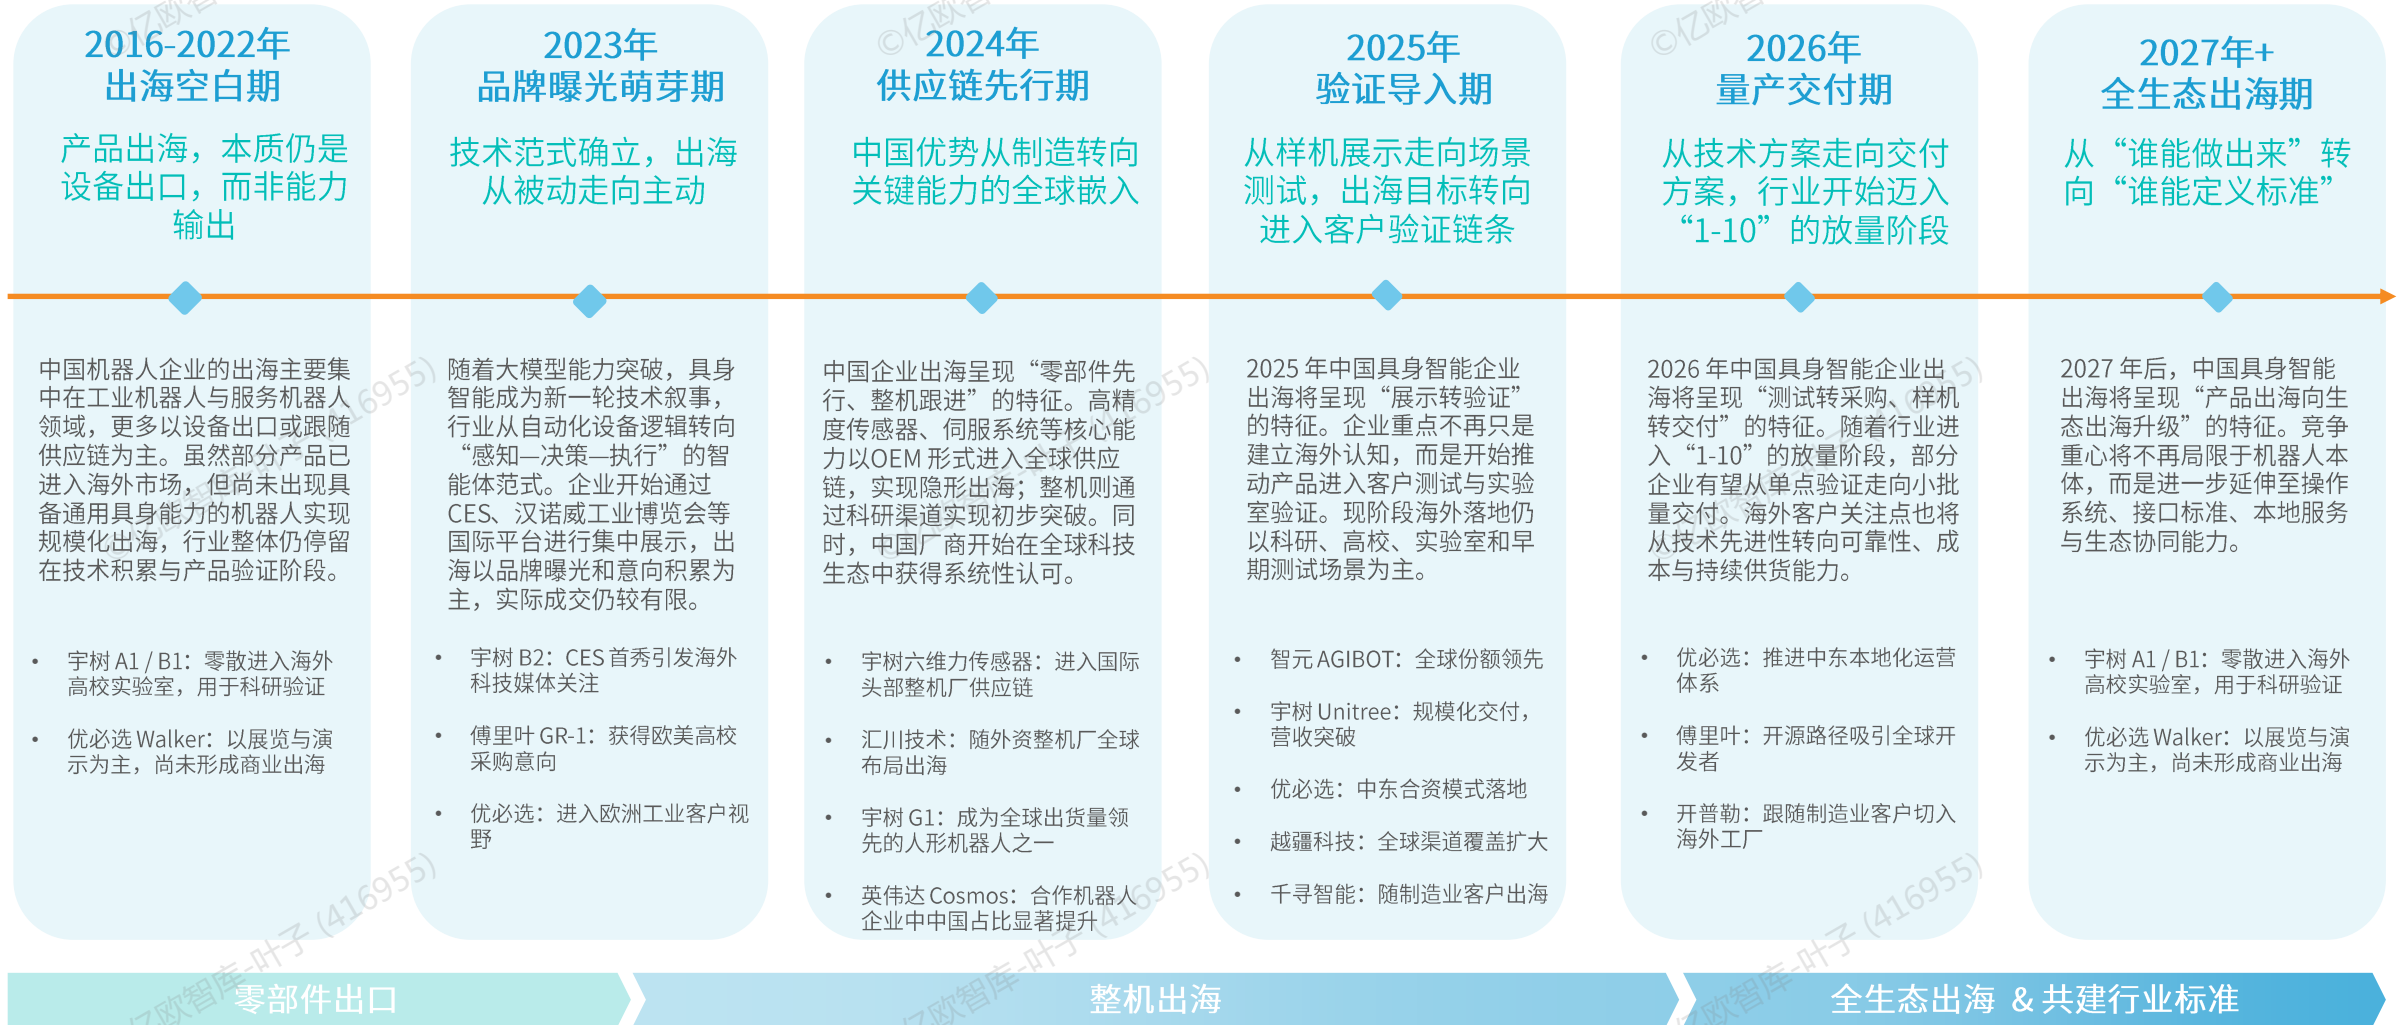 2016-2022年
出海空白期
产品出海，本质仍是
设备出口，而非能力
输出
中国机器人企业的出海主要集
中在工业机器人与服务机器人
领域，更多以设备出口或跟随
供应链为主。虽然部分产品已
进入海外市场，但尚未出现具
备通用具身能力的机器人实现
规模化出海，行业整体仍停留
在技术积累与产品验证阶段。
• 宇树 A1 / B1：零散进入海外
高校实验室，用于科研验证
• 优必选 Walker：以展览与演
示为主，尚未形成商业出海
2023年
品牌曝光萌芽期
技术范式确立，出海
从被动走向主动
随着大模型能力突破，具身
智能成为新一轮技术叙事，
行业从自动化设备逻辑转向
“感知—决策—执行”的智
能体范式。企业开始通过
CES、汉诺威工业博览会等
国际平台进行集中展示，出
海以品牌曝光和意向积累为
主，实际成交仍较有限。
• 宇树 B2：CES 首秀引发海外
科技媒体关注
• 傅里叶 GR-1：获得欧美高校
采购意向
• 优必选：进入欧洲工业客户视
野
2024年
供应链先行期
中国优势从制造转向
关键能力的全球嵌入
中国企业出海呈现“零部件先
行、整机跟进”的特征。高精
度传感器、伺服系统等核心能
力以OEM 形式进入全球供应
链，实现隐形出海；整机则通
过科研渠道实现初步突破。同
时，中国厂商开始在全球科技
生态中获得系统性认可。
• 宇树六维力传感器：进入国际
头部整机厂供应链
• 汇川技术：随外资整机厂全球
布局出海
• 宇树 G1：成为全球出货量领
先的人形机器人之一
• 英伟达 Cosmos：合作机器人
企业中中国占比显著提升
2025年
验证导入期
从样机展示走向场景
测试，出海目标转向
进入客户验证链条
2025 年中国具身智能企业
出海将呈现“展示转验证”
的特征。企业重点不再只是
建立海外认知，而是开始推
动产品进入客户测试与实验
室验证。现阶段海外落地仍
以科研、高校、实验室和早
期测试场景为主。
• 智元 AGIBOT：全球份额领先
• 宇树 Unitree：规模化交付，
营收突破
• 优必选：中东合资模式落地
• 越疆科技：全球渠道覆盖扩大
• 千寻智能：随制造业客户出海
2026年
量产交付期
从技术方案走向交付
方案，行业开始迈入
“1-10”的放量阶段
2026 年中国具身智能企业出
海将呈现“测试转采购、样机
转交付”的特征。随着行业进
入“1-10”的放量阶段，部分
企业有望从单点验证走向小批
量交付。海外客户关注点也将
从技术先进性转向可靠性、成
本与持续供货能力。
• 优必选：推进中东本地化运营
体系
• 傅里叶：开源路径吸引全球开
发者
• 开普勒：跟随制造业客户切入
海外工厂
2027年+
全生态出海期
从“谁能做出来”转
向“谁能定义标准”
2027 年后，中国具身智能
出海将呈现“产品出海向生
态出海升级”的特征。竞争
重心将不再局限于机器人本
体，而是进一步延伸至操作
系统、接口标准、本地服务
与生态协同能力。
• 宇树 A1 / B1：零散进入海外
高校实验室，用于科研验证
• 优必选 Walker：以展览与演
示为主，尚未形成商业出海
零部件出口
整机出海
全生态出海 & 共建行业标准
©亿欧智库-叶子 (416955)
©亿欧智库-叶子 (416955)
©亿欧智库-叶子 (416955)